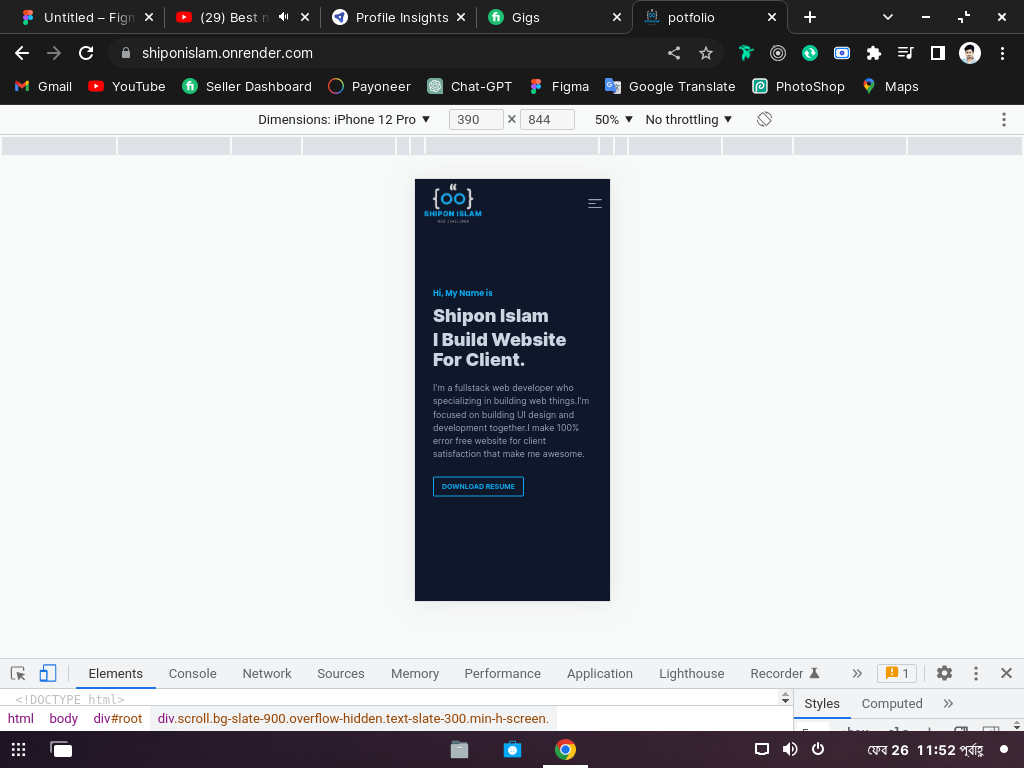 Untitled – Figm
(29) Best n
Profile Insights
Gigs
potfolio
shiponislam.onrender.com
Gmail
YouTube
Seller Dashboard
Payoneer
Chat-GPT
Figma
Google Translate
PhotoShop
Maps
Dimensions: iPhone 12 Pro ▼ 390 × 844 50% ▼ No throttling ▼
SHIPON ISLAM
Hi, My Name is
Shipon Islam
I Build Website
For Client.
I'm a fullstack web developer who
specializing in building web things.I'm
focused on building UI design and
development together.I make 100%
error free website for client
satisfaction that make me awesome.
DOWNLOAD RESUME
Elements Console Network Sources Memory Performance Application Lighthouse Recorder » 1
<!DOCTYPE html>
html body div#root div.scroll.bg-slate-900.overflow-hidden.text-slate-300.min-h-screen.
Styles Computed »
ফেব 26 11:52 পূর্বাহ্ণ